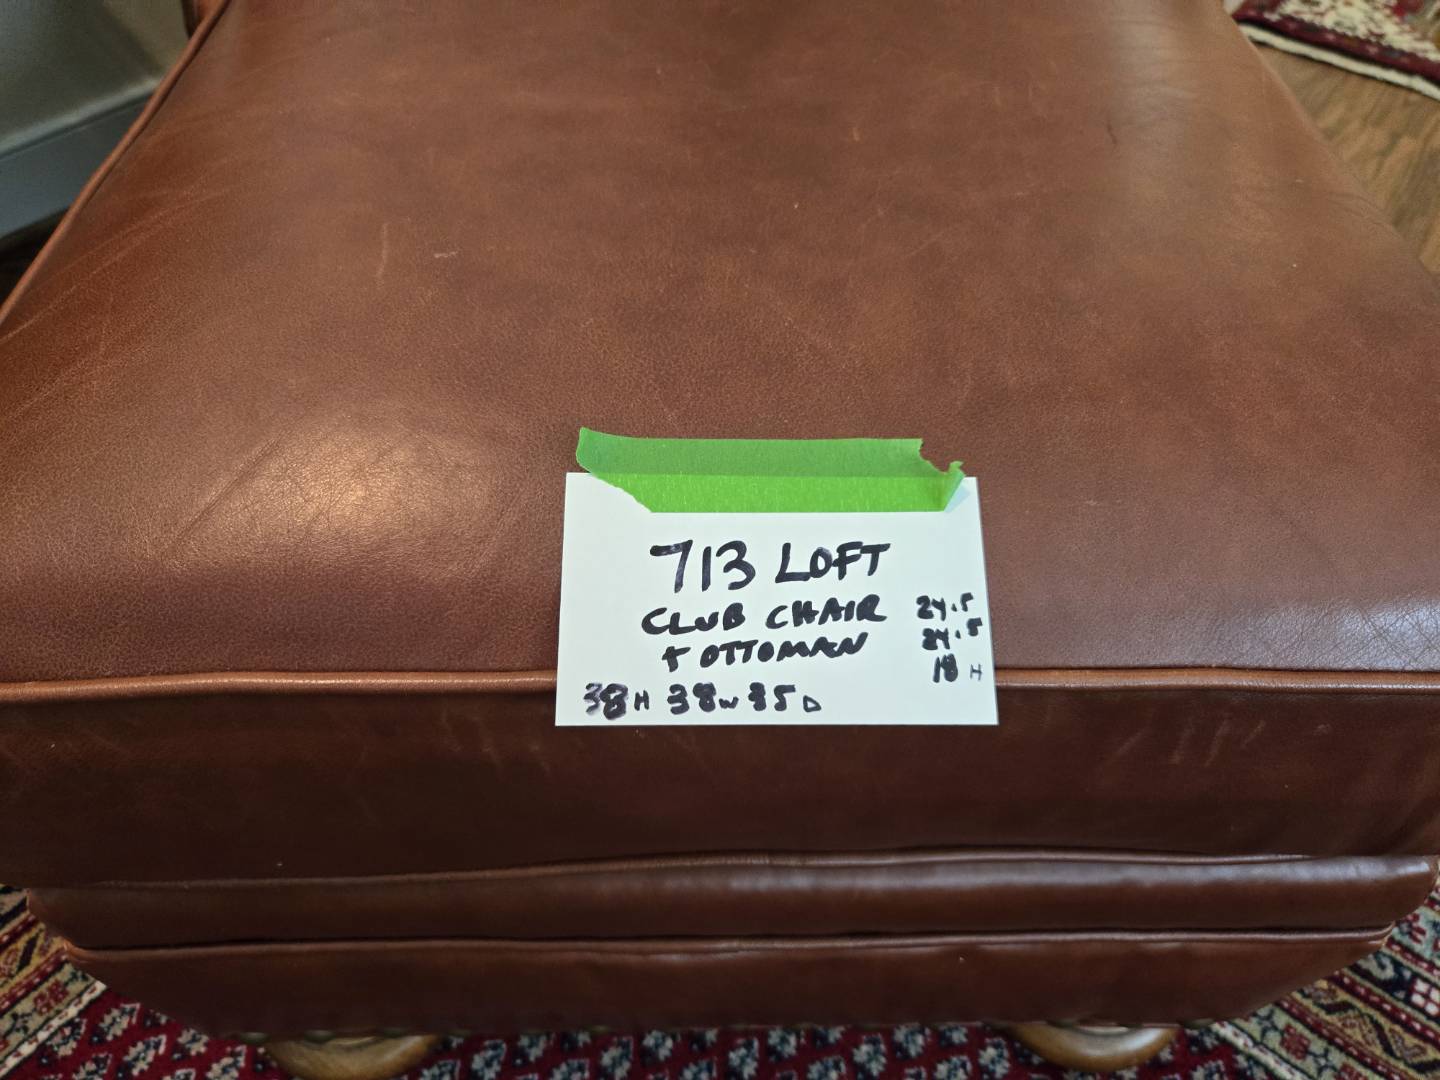 713 LOFT
CLUB CHAIR
+ OTTOMAN
38H 38W 35D
24.5
24.5
18 H